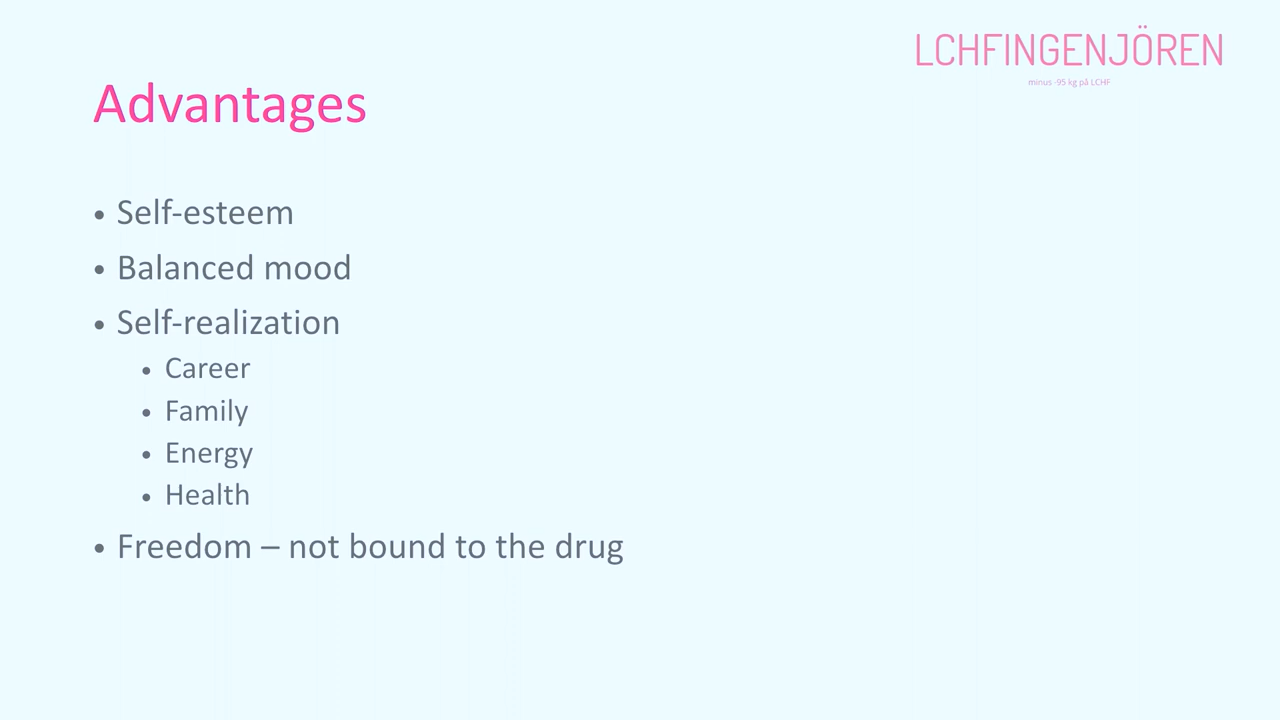 LCHFINGENJÖREN
minus -95 kg på LCHF
Advantages
• Self-esteem
• Balanced mood
• Self-realization
• Career
• Family
• Energy
• Health
• Freedom – not bound to the drug